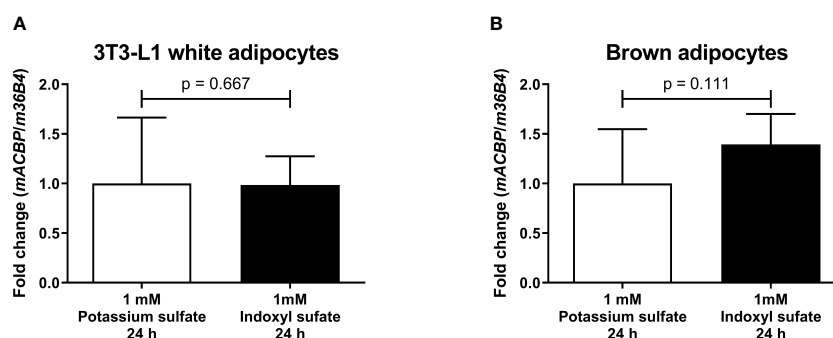 A
3T3-L1 white adipocytes
Fold change (mACBP/m36B4)
2.0
1.5
1.0
0.5
0.0
p = 0.667
1 mM
Potassium sulfate
24 h
1mM
Indoxyl sufate
24 h
B
Brown adipocytes
Fold change (mACBP/m36B4)
2.0
1.5
1.0
0.5
0.0
p = 0.111
1 mM
Potassium sulfate
24 h
1mM
Indoxyl sufate
24 h